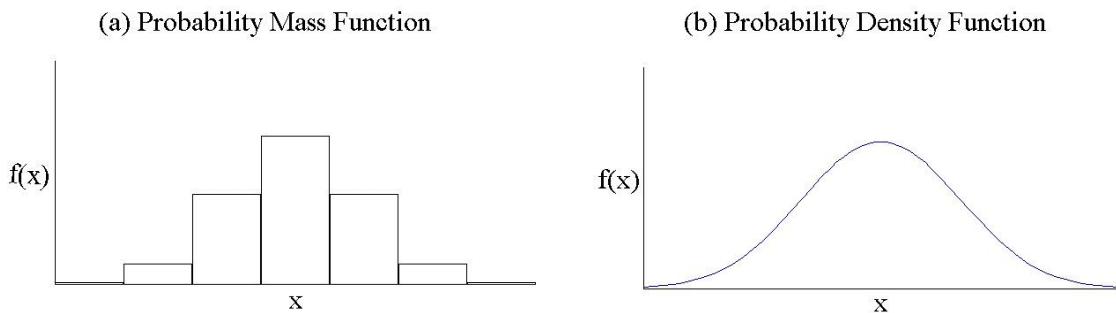 (a) Probability Mass Function
f(x)
x
(b) Probability Density Function
f(x)
x